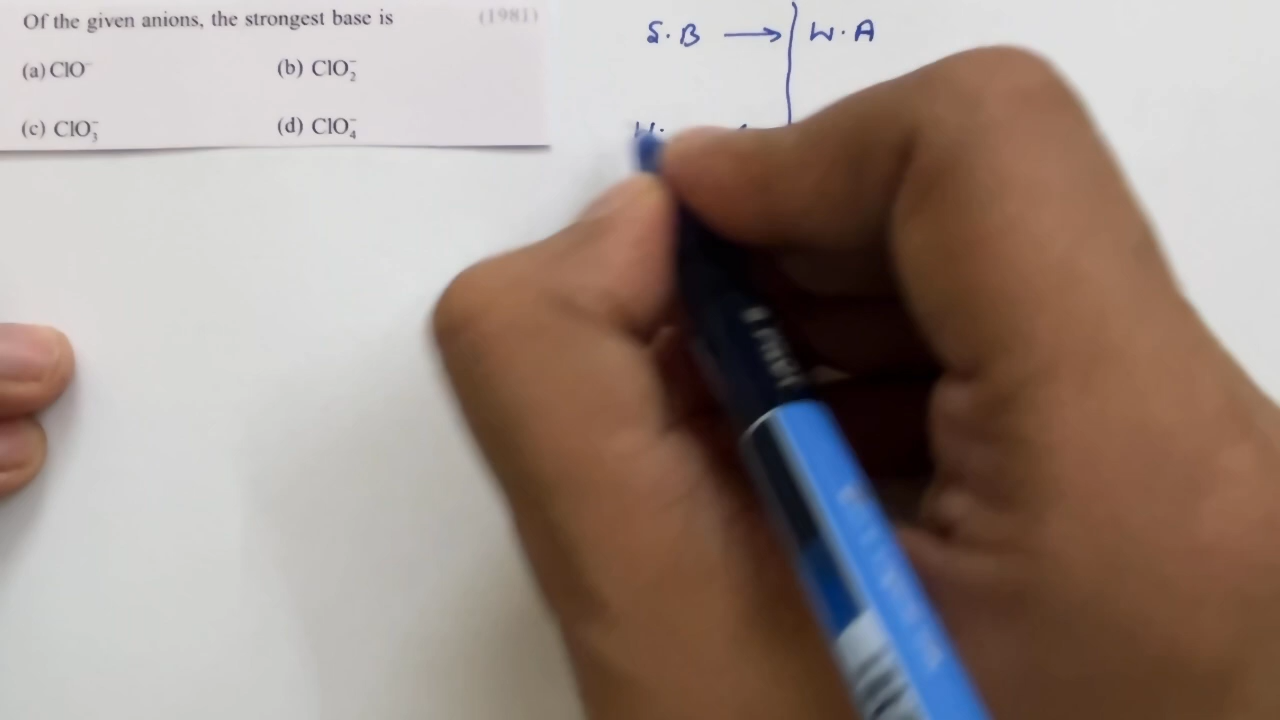 Of the given anions, the strongest base is (1981)
(a) ClO⁻ (b) ClO₂⁻
(c) ClO₃⁻ (d) ClO₄⁻
S.B → W.A